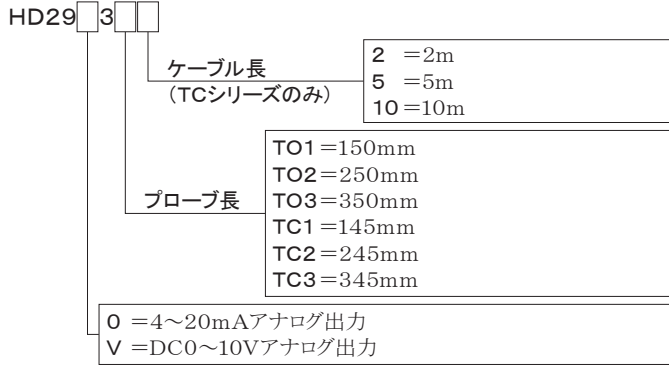 HD29□3□□
ケーブル長
(TCシリーズのみ)
2 =2m
5 =5m
10=10m
プローブ長
TO1=150mm
TO2=250mm
TO3=350mm
TC1=145mm
TC2=245mm
TC3=345mm
0 =4~20mAアナログ出力
V =DC0~10Vアナログ出力